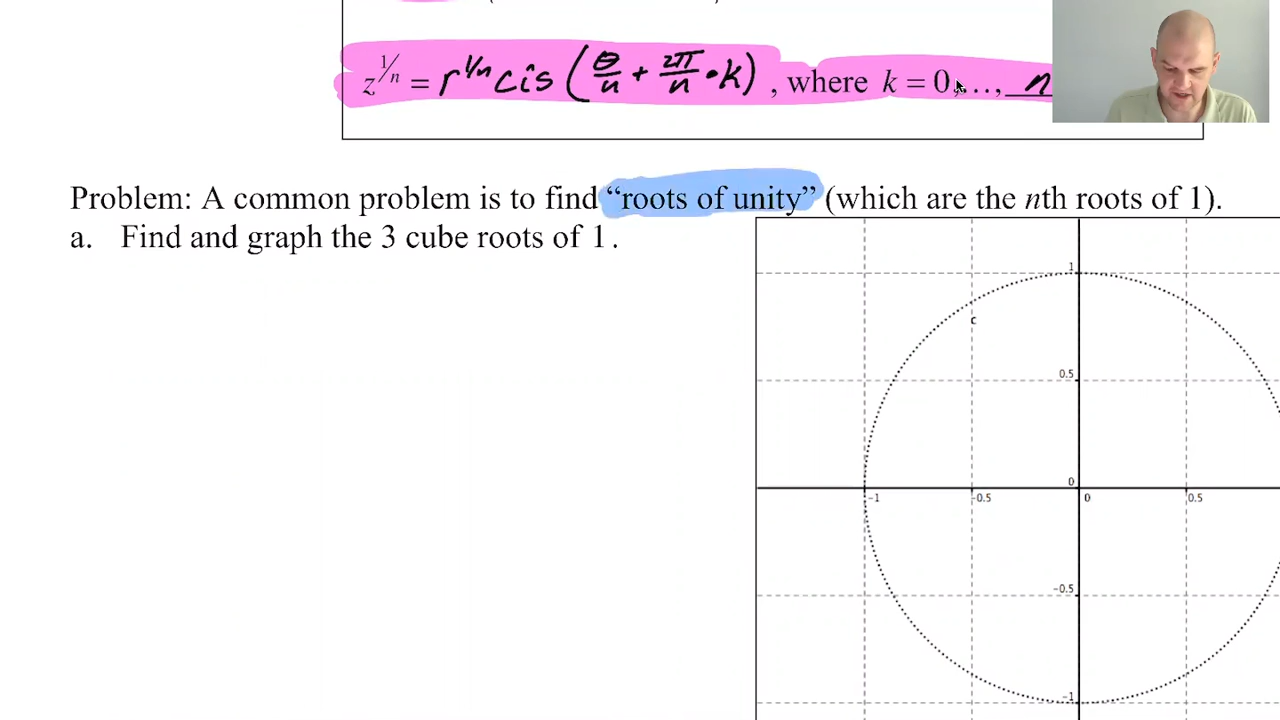 z^{1/n} = r^{1/n} cis (θ/n + 2π/n • k) , where k = 0,…, n
Problem: A common problem is to find “roots of unity” (which are the nth roots of 1).
a. Find and graph the 3 cube roots of 1.
1
c
0.5
0
-1
-0.5
0
0.5
-0.5
-1